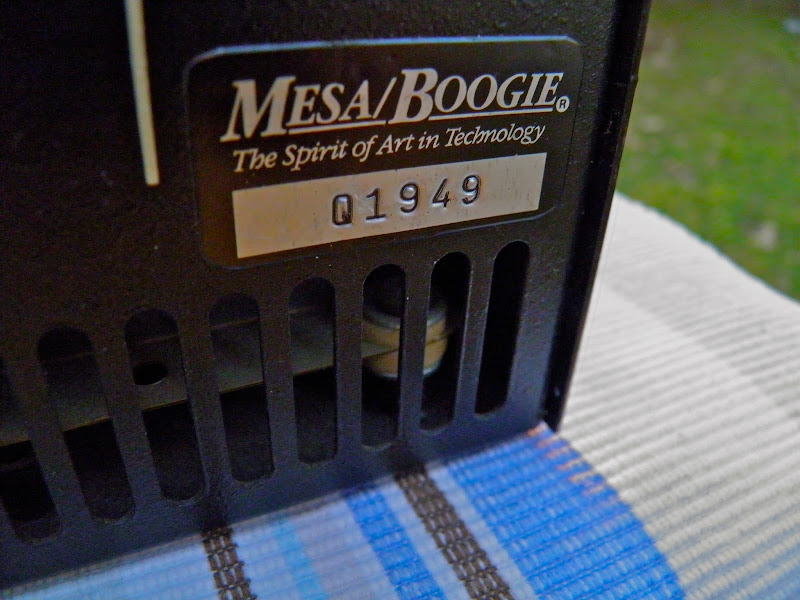 MESA/BOOGIE®
The Spirit of Art in Technology
Q1949